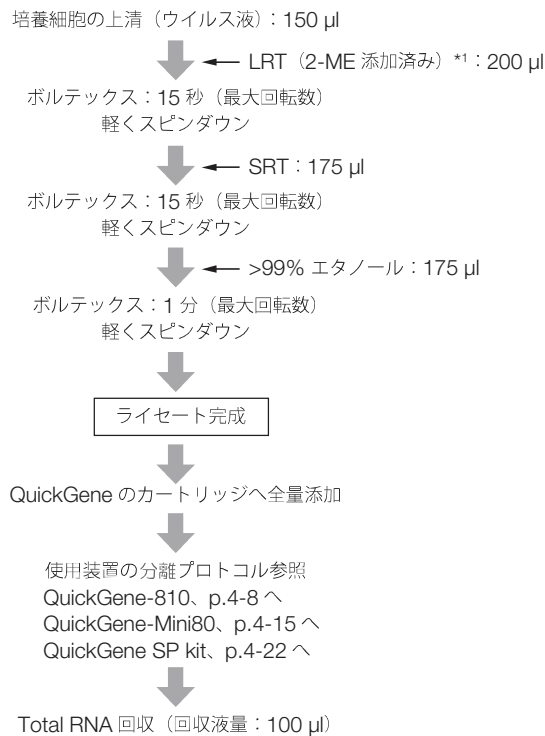 培養細胞の上清（ウイルス液）：150 µl
LRT（2-ME 添加済み）*1：200 µl
ボルテックス：15 秒（最大回転数）
軽くスピンダウン
SRT：175 µl
ボルテックス：15 秒（最大回転数）
軽くスピンダウン
>99% エタノール：175 µl
ボルテックス：1 分（最大回転数）
軽くスピンダウン
ライセート完成
QuickGene のカートリッジへ全量添加
使用装置の分離プロトコル参照
QuickGene-810、p.4-8 へ
QuickGene-Mini80、p.4-15 へ
QuickGene SP kit、p.4-22 へ
Total RNA 回収（回収液量：100 µl）